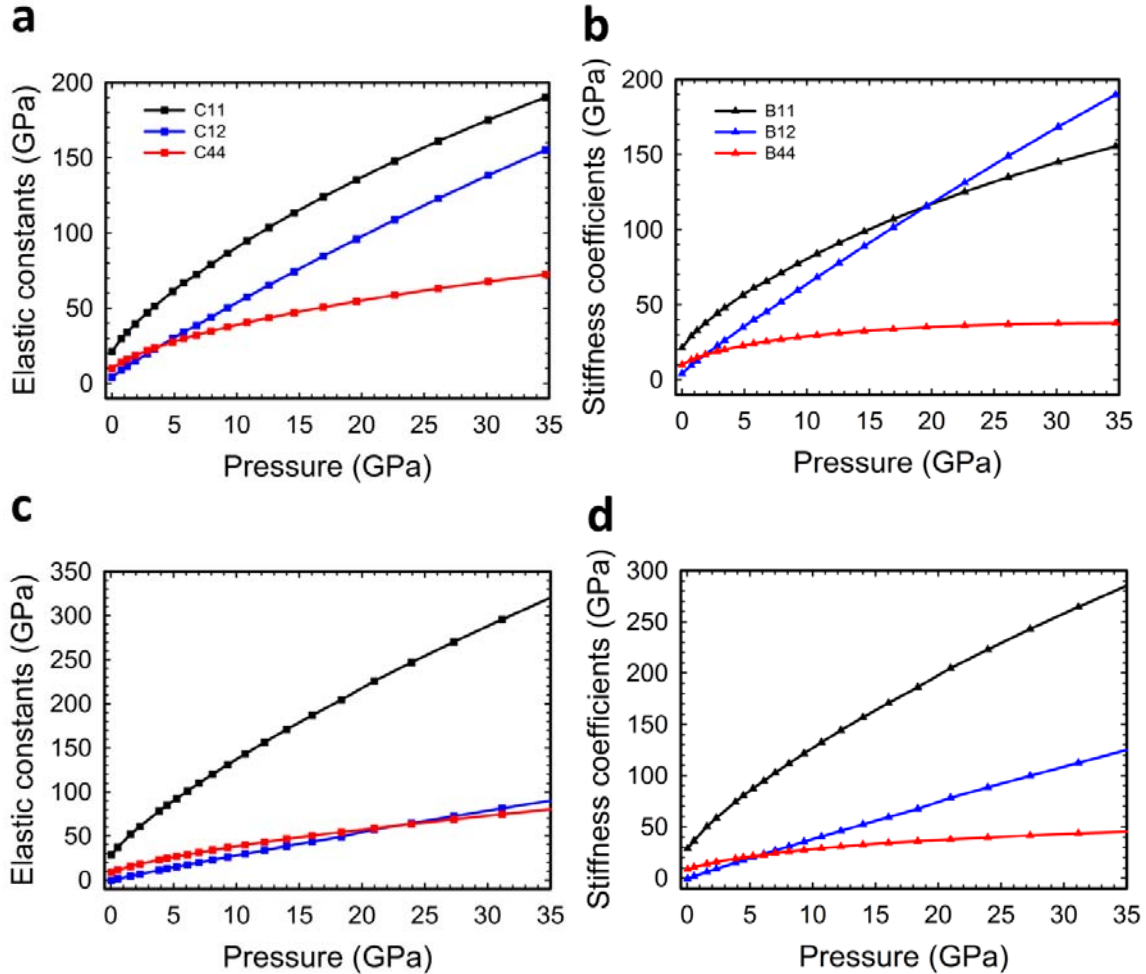 a
Elastic constants (GPa)
200
150
100
50
0
C11
C12
C44
0 5 10 15 20 25 30 35
Pressure (GPa)
b
Stiffness coefficients (GPa)
200
150
100
50
0
B11
B12
B44
0 5 10 15 20 25 30 35
Pressure (GPa)
c
Elastic constants (GPa)
350
300
250
200
150
100
50
0
0 5 10 15 20 25 30 35
Pressure (GPa)
d
Stiffness coefficients (GPa)
300
250
200
150
100
50
0
0 5 10 15 20 25 30 35
Pressure (GPa)